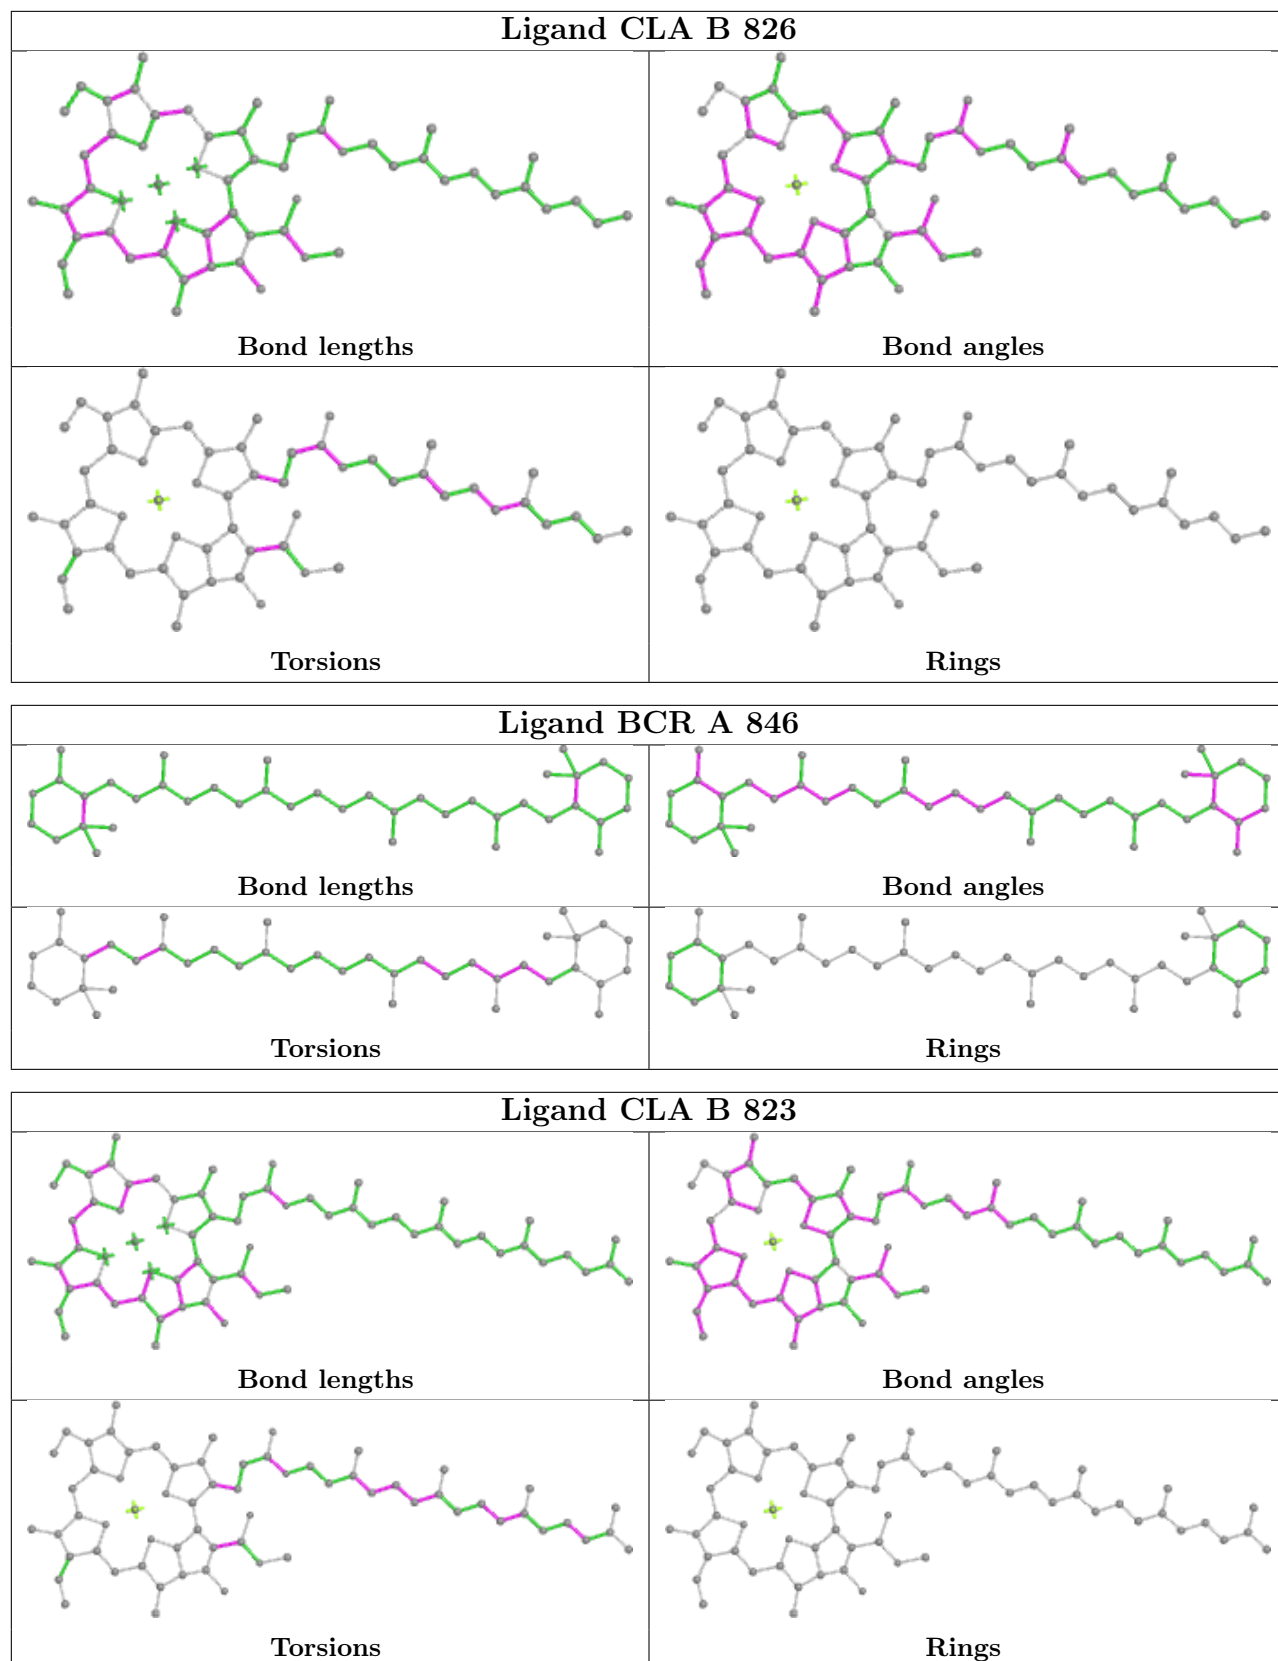 Ligand CLA B 826
Bond lengths
Bond angles
Torsions
Rings
Ligand BCR A 846
Bond lengths
Bond angles
Torsions
Rings
Ligand CLA B 823
Bond lengths
Bond angles
Torsions
Rings